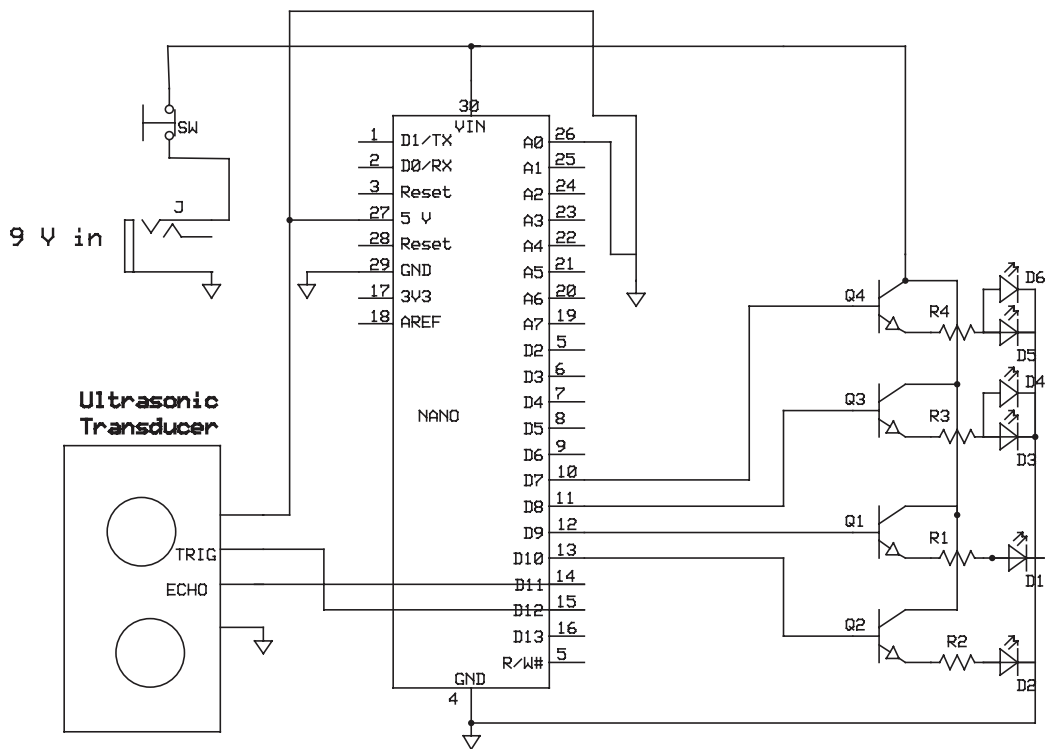 SW
J
9 V in
30
VIN
1 D1/TX
2 D0/RX
3 Reset
27 5 V
28 Reset
29 GND
17 3V3
18 AREF
A0 26
A1 25
A2 24
A3 23
A4 22
A5 21
A6 20
A7 19
D2 5
D3 6
D4 7
D5 8
D6 9
D7 10
D8 11
D9 12
D10 13
D11 14
D12 15
D13 16
R/W# 5
NANO
GND
4
Ultrasonic
Transducer
TRIG
ECHO
Q4
R4
D6
D5
Q3
R3
D4
D3
Q1
R1
D1
Q2
R2
D2